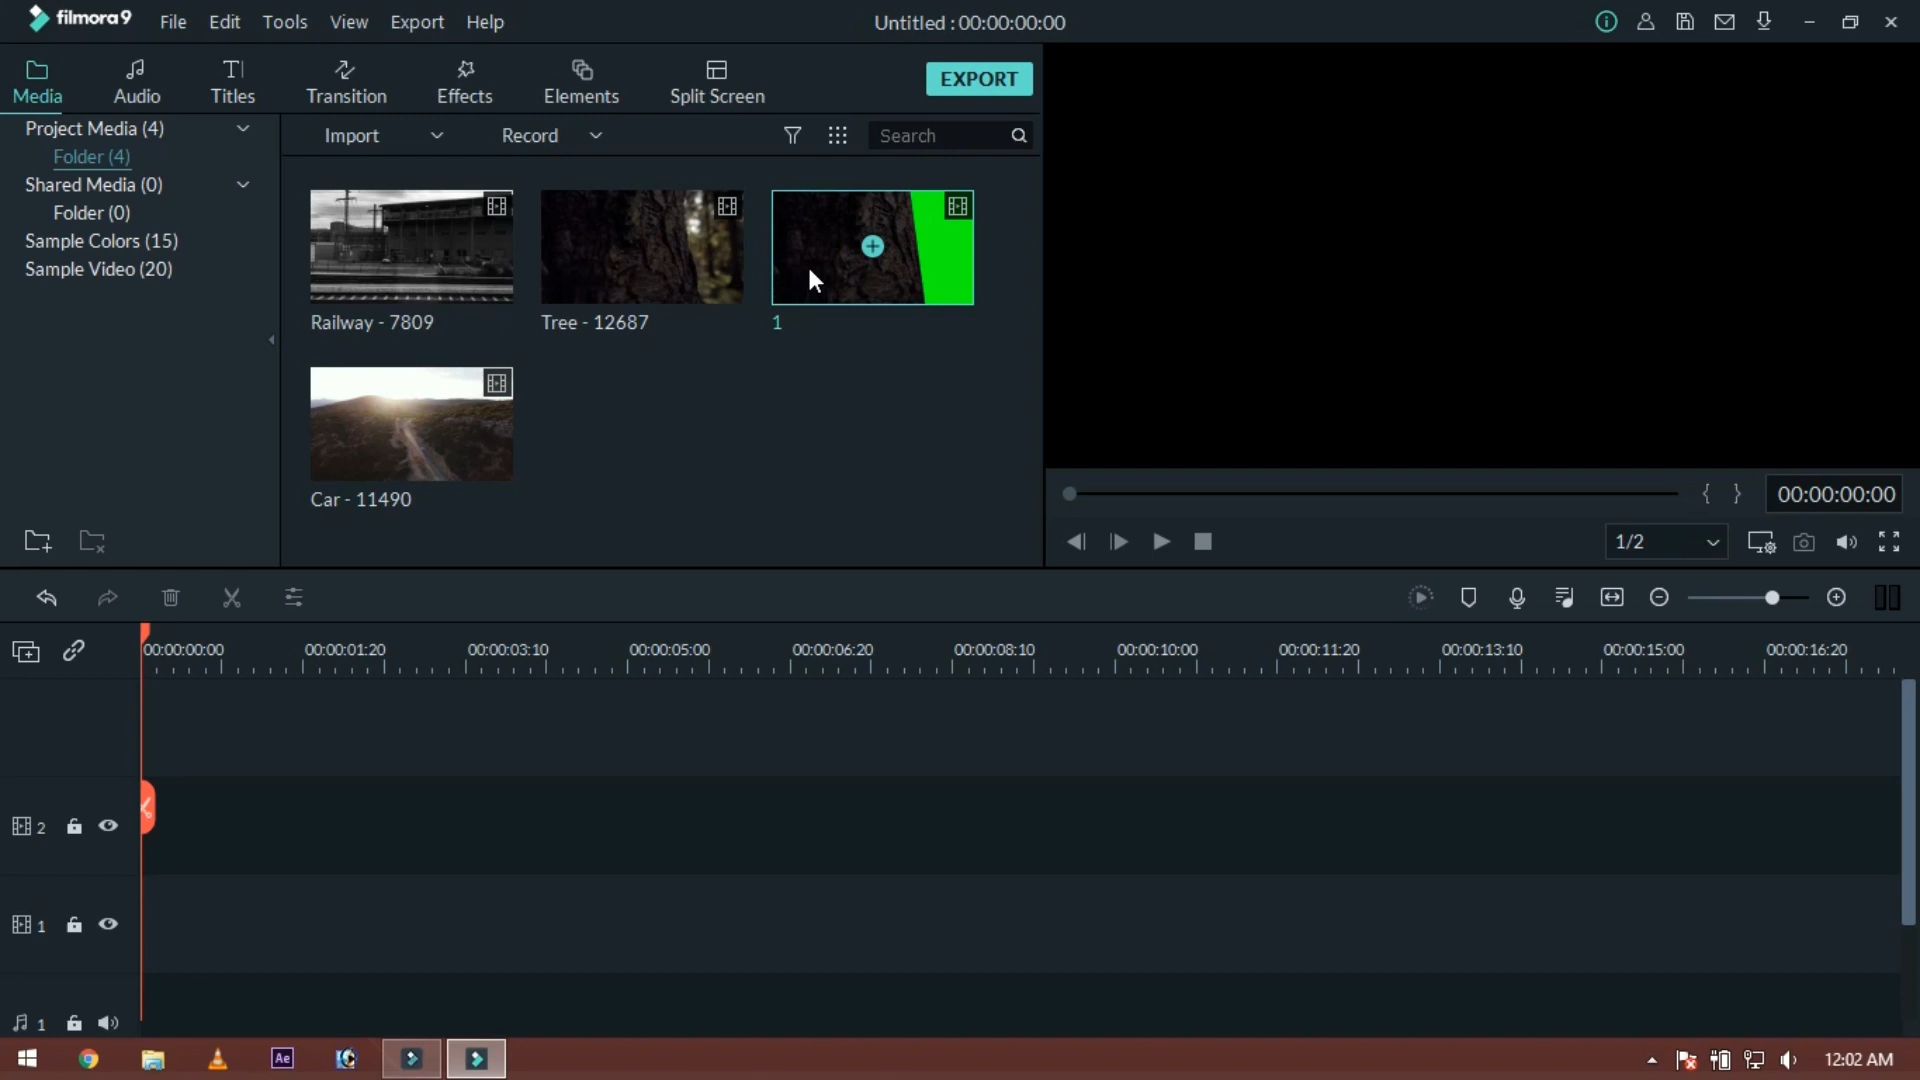 filmora9 File Edit Tools View Export Help Untitled : 00:00:00:00
Media Audio Titles Transition Effects Elements Split Screen EXPORT
Project Media (4)
Folder (4)
Shared Media (0)
Folder (0)
Sample Colors (15)
Sample Video (20)
Import Record Search
Railway - 7809 Tree - 12687 1
Car - 11490
{ } 00:00:00:00
1/2
00:00:00:00 00:00:01:20 00:00:03:10 00:00:05:00 00:00:06:20 00:00:08:10 00:00:10:00 00:00:11:20 00:00:13:10 00:00:15:00 00:00:16:20
2
1
1
Ae 12:02 AM